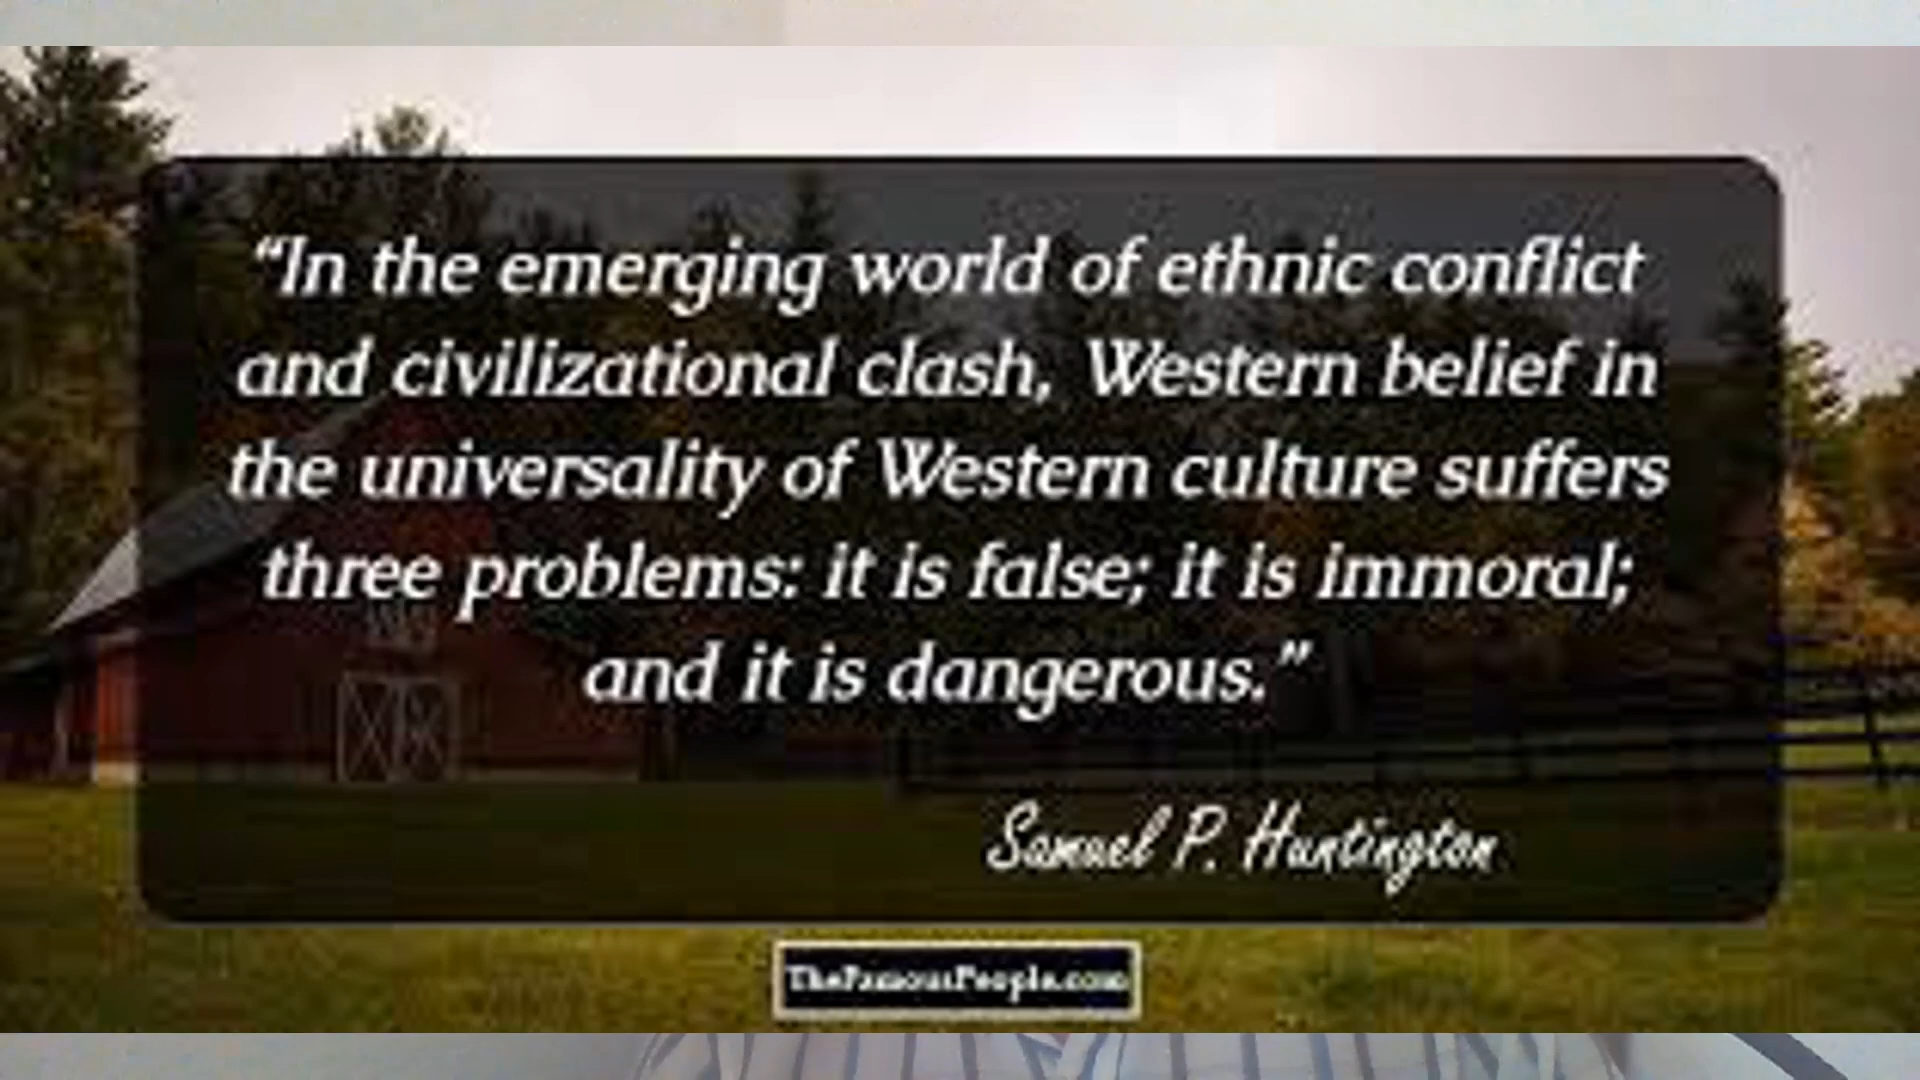 “In the emerging world of ethnic conflict
and civilizational clash, Western belief in
the universality of Western culture suffers
three problems: it is false; it is immoral;
and it is dangerous.”
Samuel P. Huntington
TheFamousPeople.com